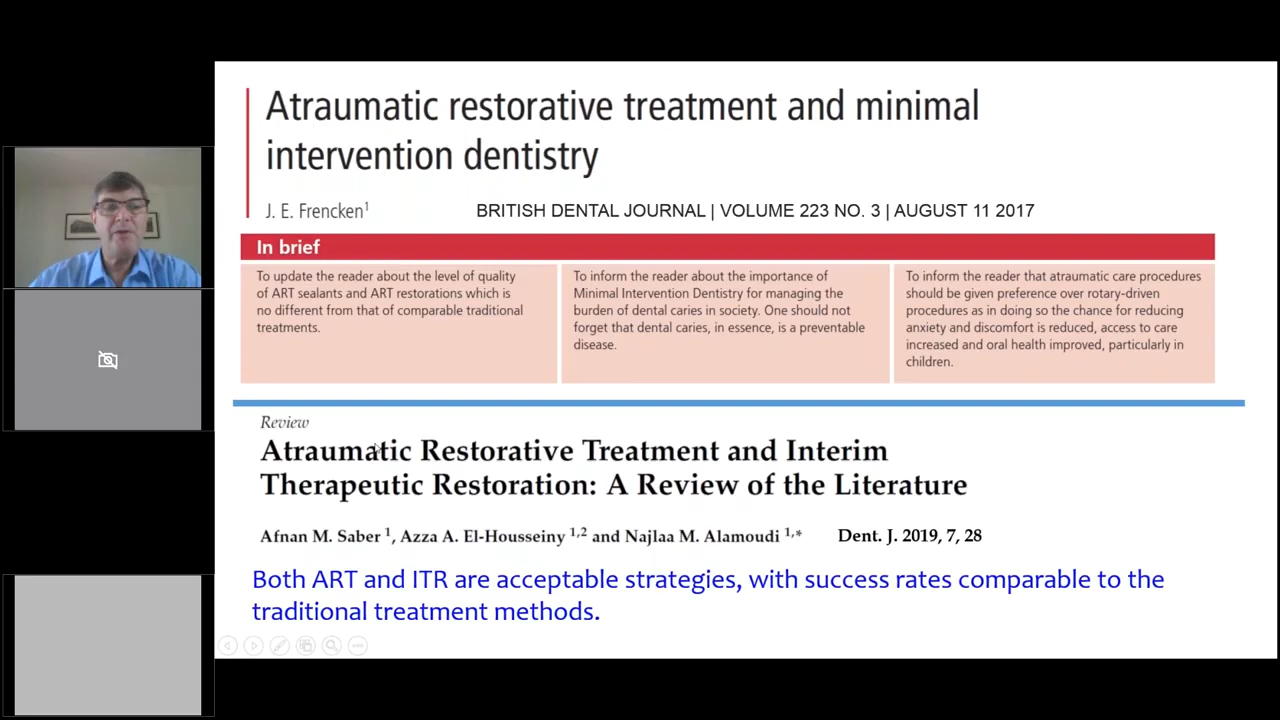 Atraumatic restorative treatment and minimal
intervention dentistry
J. E. Frencken¹
BRITISH DENTAL JOURNAL | VOLUME 223 NO. 3 | AUGUST 11 2017
In brief
To update the reader about the level of quality
of ART sealants and ART restorations which is
no different from that of comparable traditional
treatments.
To inform the reader about the importance of
Minimal Intervention Dentistry for managing the
burden of dental caries in society. One should not
forget that dental caries, in essence, is a preventable
disease.
To inform the reader that atraumatic care procedures
should be given preference over rotary-driven
procedures as in doing so the chance for reducing
anxiety and discomfort is reduced, access to care
increased and oral health improved, particularly in
children.
Review
Atraumatic Restorative Treatment and Interim
Therapeutic Restoration: A Review of the Literature
Afnan M. Saber ¹, Azza A. El-Housseiny ¹,² and Najlaa M. Alamoudi ¹,*
Dent. J. 2019, 7, 28
Both ART and ITR are acceptable strategies, with success rates comparable to the
traditional treatment methods.